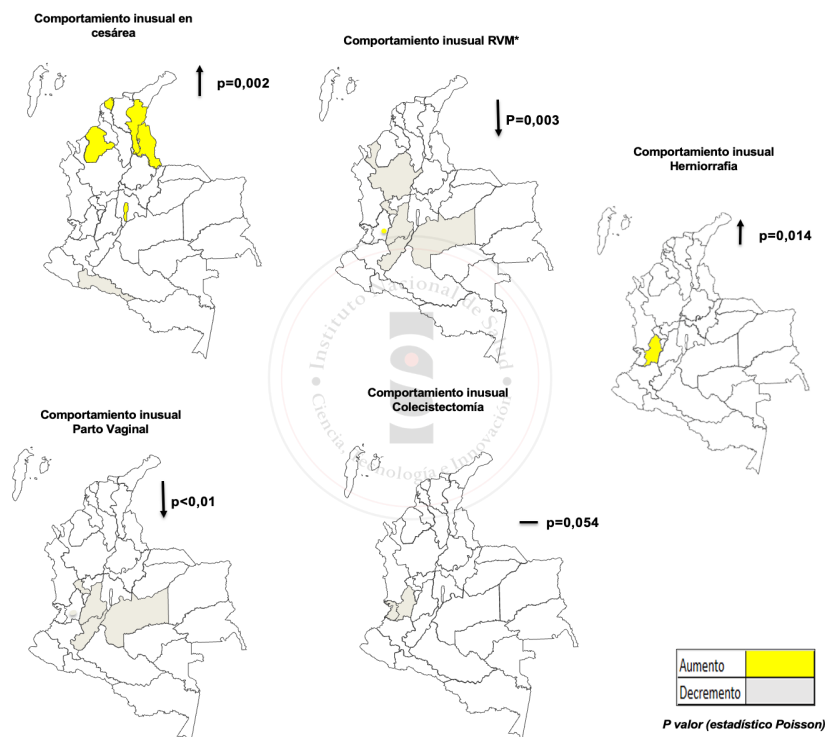 Comportamiento inusual en
cesárea
p=0,002
Comportamiento inusual RVM*
P=0,003
Comportamiento inusual
Herniorrafia
p=0,014
Comportamiento inusual
Parto Vaginal
p<0,01
Comportamiento inusual
Colecistectomía
p=0,054
Instituto Nacional de Salud
Ciencia, Tecnología e Innovación
Aumento
Decremento
P valor (estadístico Poisson)